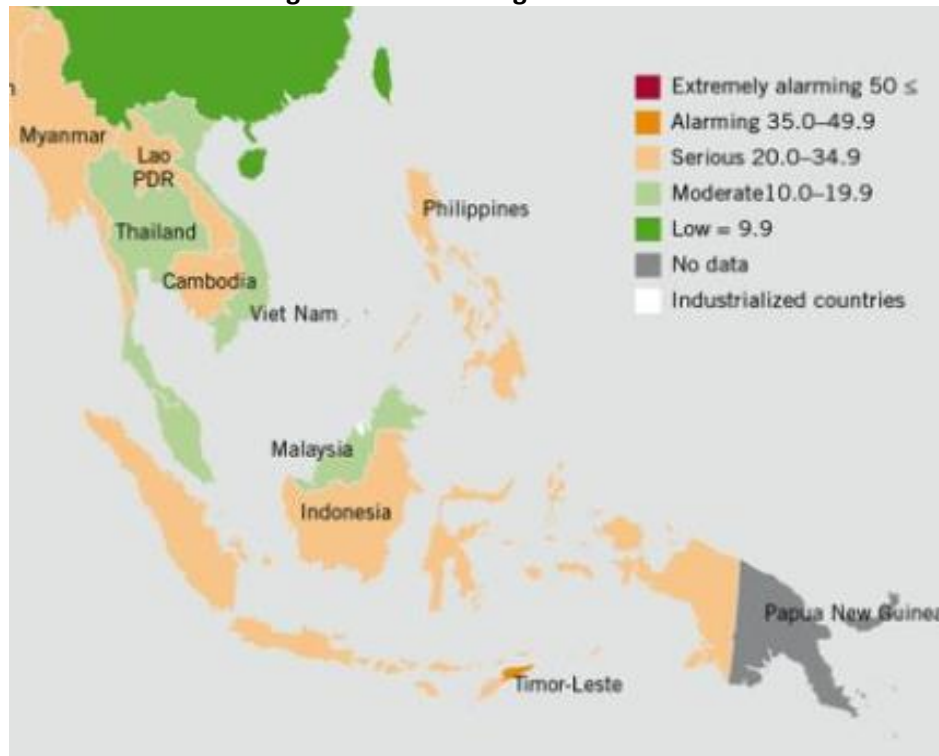 Extremely alarming 50 ≤
Alarming 35.0–49.9
Serious 20.0–34.9
Moderate10.0–19.9
Low = 9.9
No data
Industrialized countries
n
Myanmar
Lao
PDR
Thailand
Cambodia
Viet Nam
Philippines
Malaysia
Indonesia
Papua New Guinea
Timor-Leste